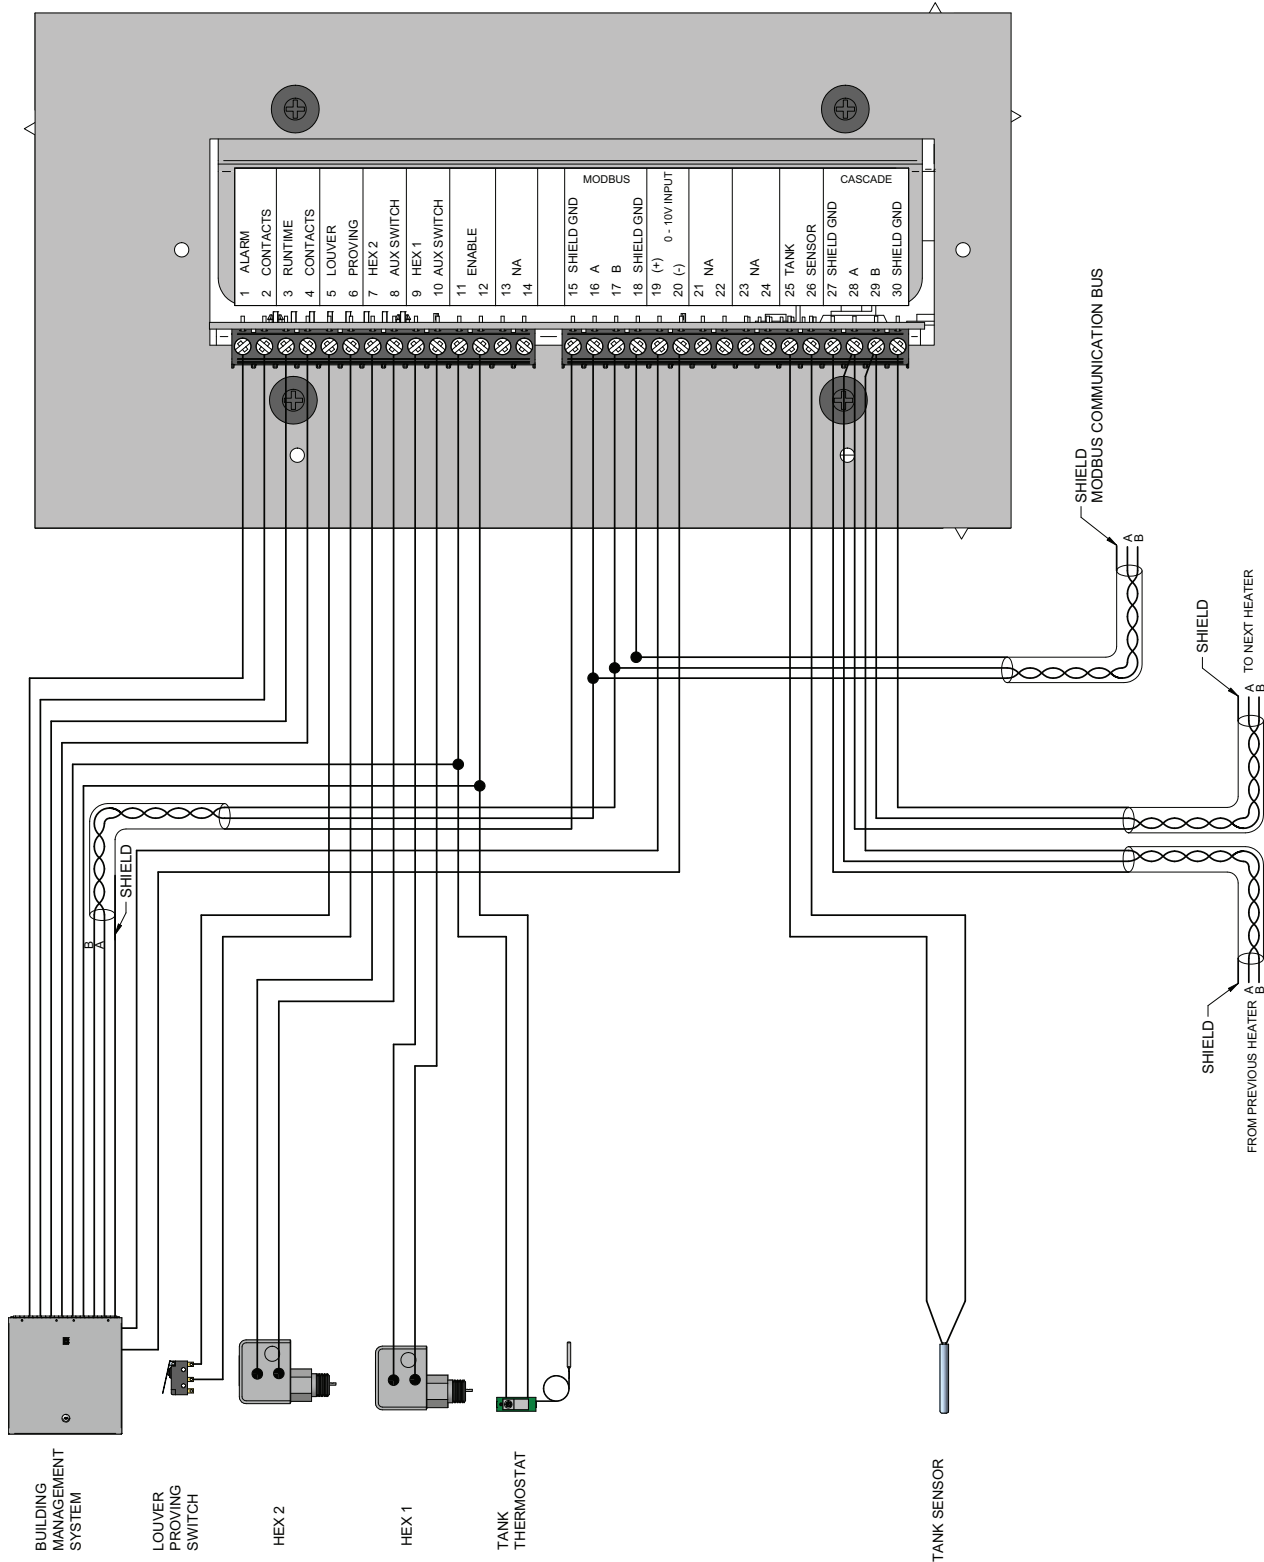 1 ALARM
2 CONTACTS
3 RUNTIME
4 CONTACTS
5 LOUVER
6 PROVING
7 HEX 2
8 AUX SWITCH
9 HEX 1
10 AUX SWITCH
11
ENABLE
12
13
NA
14
MODBUS
15 SHIELD GND
16 A
17 B
18 SHIELD GND
19 (+)
0 - 10V INPUT
20 (-)
21
NA
22
23
NA
24
25 TANK
26 SENSOR
CASCADE
27 SHIELD GND
28 A
29 B
30 SHIELD GND
SHIELD
MODBUS COMMUNICATION BUS
A
B
SHIELD
A
B
TO NEXT HEATER
SHIELD
FROM PREVIOUS HEATER
A
B
B
A
SHIELD
BUILDING
MANAGEMENT
SYSTEM
LOUVER
PROVING
SWITCH
HEX 2
HEX 1
TANK
THERMOSTAT
TANK SENSOR